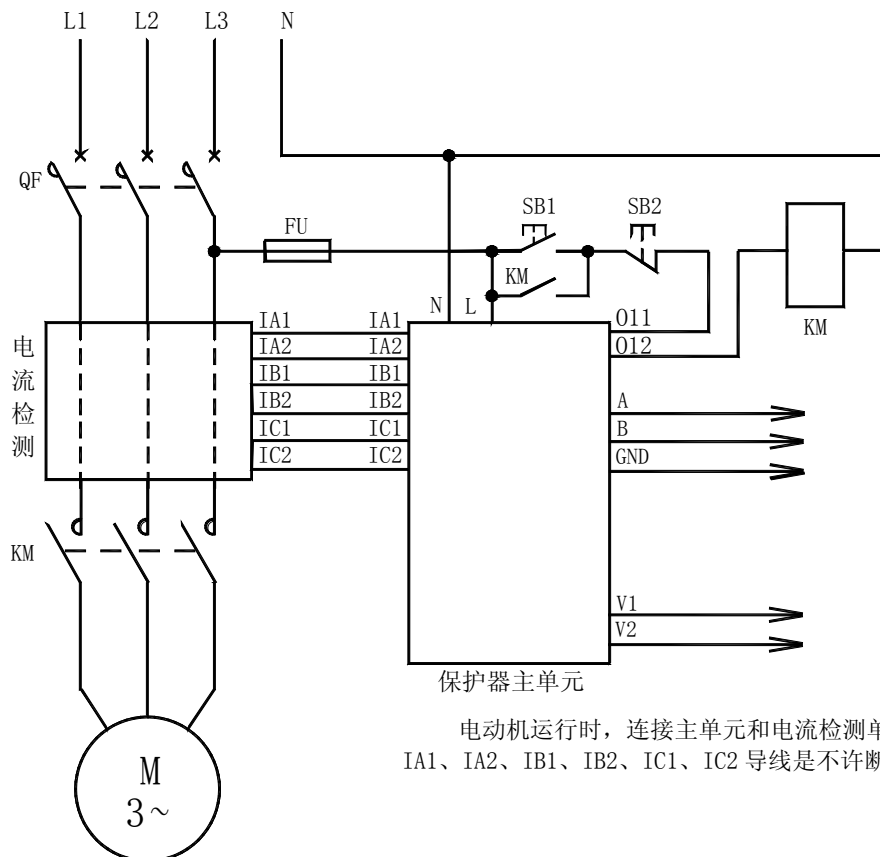 L1 L2 L3 N
QF
FU
SB1 SB2
KM
KM
N L
O11
O12
IA1 IA1
IA2 IA2
IB1 IB1
IB2 IB2
IC1 IC1
IC2 IC2
电流检测
A
B
GND
KM
V1
V2
保护器主单元
电动机运行时，连接主单元和电流检测单
IA1、IA2、IB1、IB2、IC1、IC2 导线是不许断
M
3~